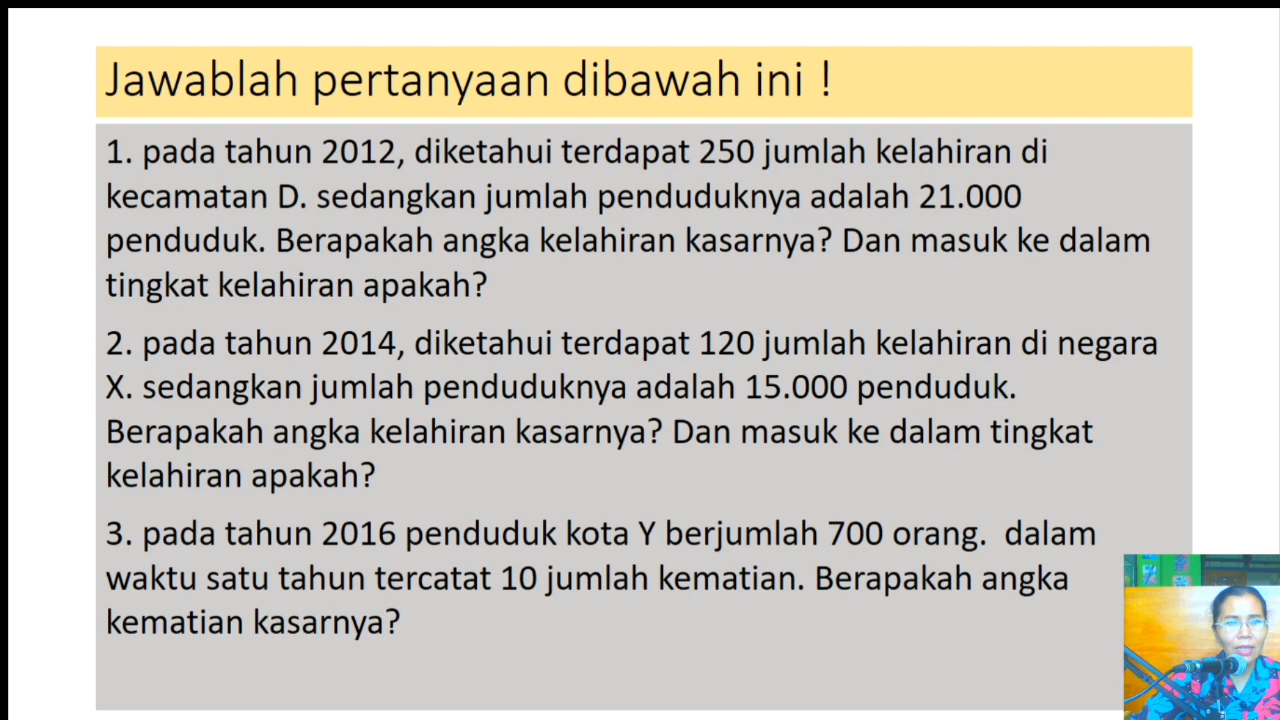 Jawablah pertanyaan dibawah ini !
1. pada tahun 2012, diketahui terdapat 250 jumlah kelahiran di
kecamatan D. sedangkan jumlah penduduknya adalah 21.000
penduduk. Berapakah angka kelahiran kasarnya? Dan masuk ke dalam
tingkat kelahiran apakah?
2. pada tahun 2014, diketahui terdapat 120 jumlah kelahiran di negara
X. sedangkan jumlah penduduknya adalah 15.000 penduduk.
Berapakah angka kelahiran kasarnya? Dan masuk ke dalam tingkat
kelahiran apakah?
3. pada tahun 2016 penduduk kota Y berjumlah 700 orang.  dalam
waktu satu tahun tercatat 10 jumlah kematian. Berapakah angka
kematian kasarnya?